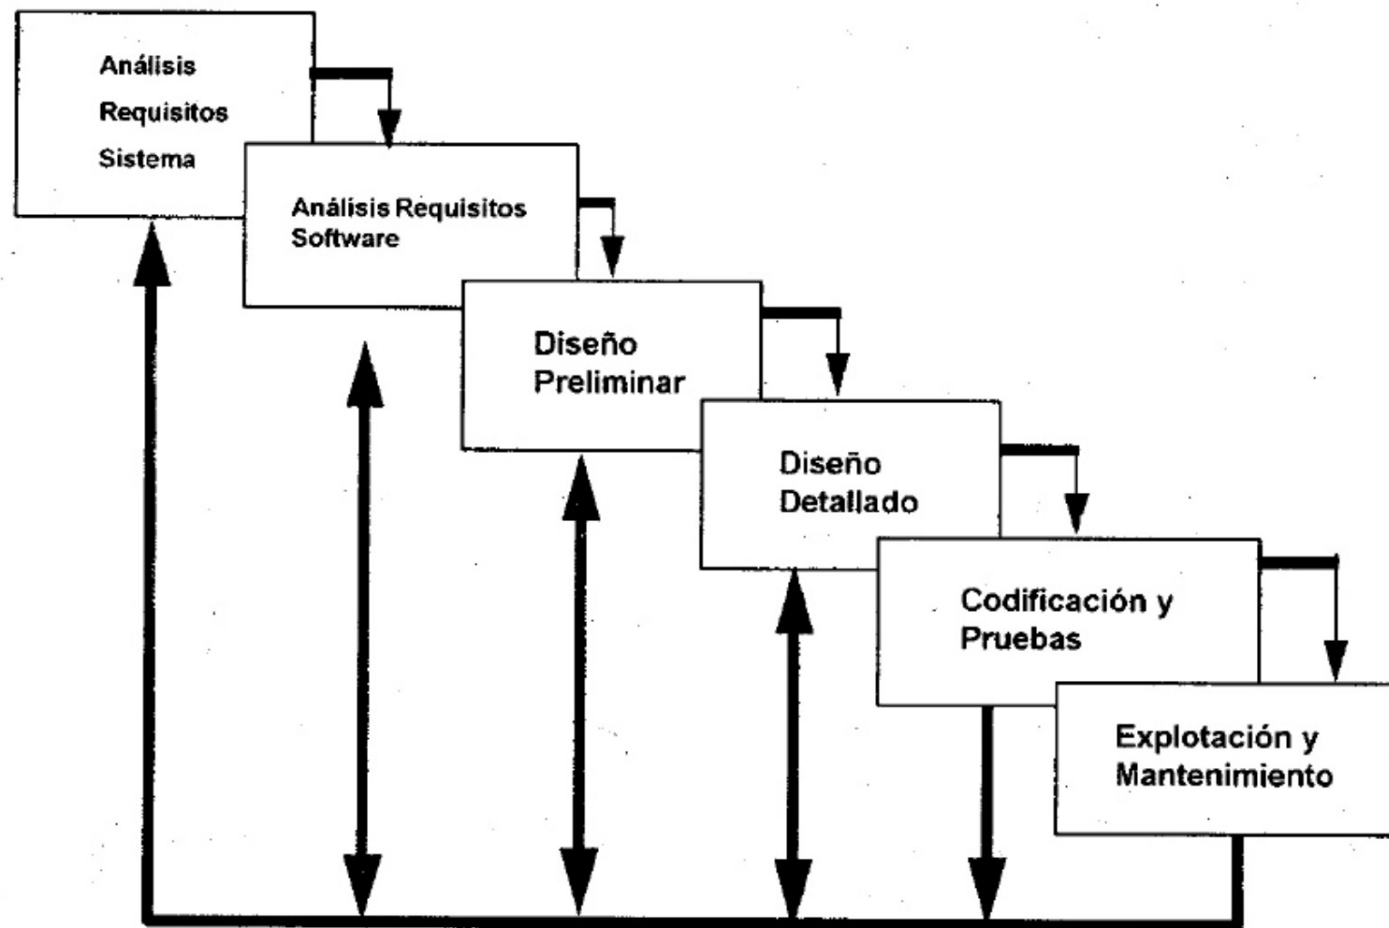 Análisis
Requisitos
Sistema
Análisis Requisitos
Software
Diseño
Preliminar
Diseño
Detallado
Codificación y
Pruebas
Explotación y
Mantenimiento